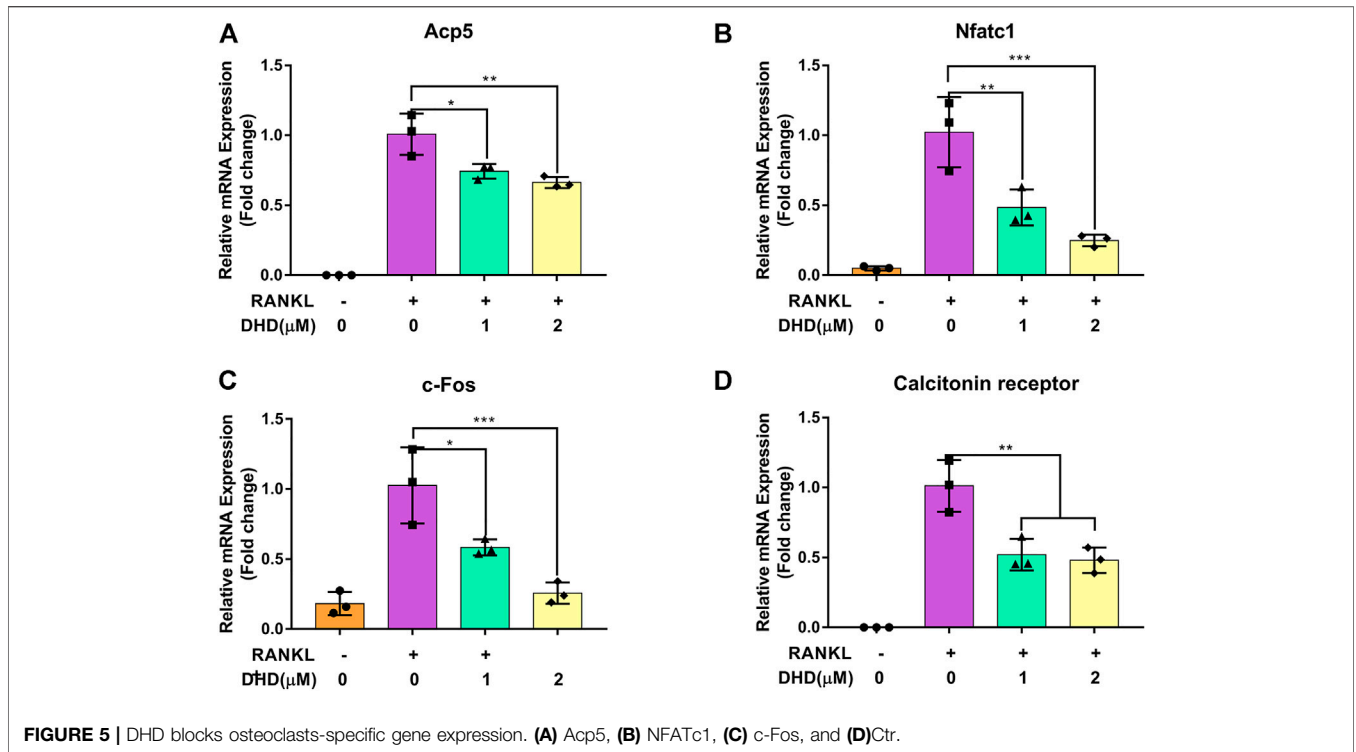 A
Acp5
Relative mRNA Expression
(Fold change)
1.5
1.0
0.5
0.0
*
**
RANKL - + + +
DHD(μM) 0 0 1 2
B
Nfatc1
Relative mRNA Expression
(Fold change)
1.5
1.0
0.5
0.0
**
***
RANKL - + + +
DHD(μM) 0 0 1 2
C
c-Fos
Relative mRNA Expression
(Fold change)
1.5
1.0
0.5
0.0
*
***
RANKL - + +
+
DHD(μM) 0 0 1 2
D
Calcitonin receptor
Relative mRNA Expression
(Fold change)
1.5
1.0
0.5
0.0
**
RANKL - + + +
DHD(μM) 0 0 1 2
FIGURE 5 | DHD blocks osteoclasts-specific gene expression. (A) Acp5, (B) NFATc1, (C) c-Fos, and (D)Ctr.